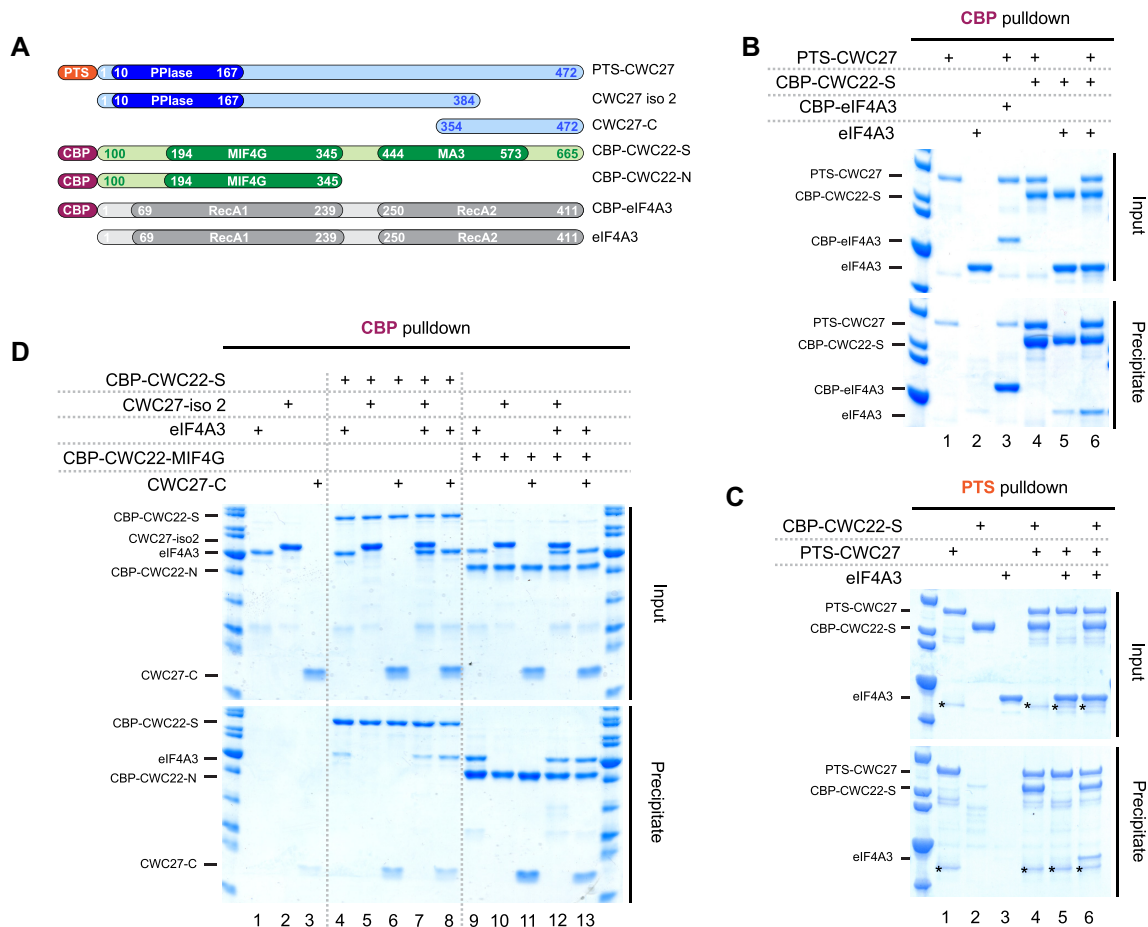 A
PTS 1 10 PPIase 167 472 PTS-CWC27
1 10 PPIase 167 384 CWC27 iso 2
354 472 CWC27-C
CBP 100 194 MIF4G 345 444 MA3 573 665 CBP-CWC22-S
CBP 100 194 MIF4G 345 CBP-CWC22-N
CBP 1 69 RecA1 239 250 RecA2 411 CBP-eIF4A3
1 69 RecA1 239 250 RecA2 411 eIF4A3
B
CBP pulldown
PTS-CWC27 + + + +
CBP-CWC22-S + + +
CBP-eIF4A3 +
eIF4A3 + + +
PTS-CWC27
CBP-CWC22-S
CBP-eIF4A3
eIF4A3
Input
PTS-CWC27
CBP-CWC22-S
CBP-eIF4A3
eIF4A3
Precipitate
1 2 3 4 5 6
D
CBP pulldown
CBP-CWC22-S + + + + +
CWC27-iso 2 + + + + +
eIF4A3 + + + + + + +
CBP-CWC22-MIF4G + + + + +
CWC27-C + + + + +
CBP-CWC22-S
CWC27-iso2
eIF4A3
CBP-CWC22-N
CWC27-C
Input
CBP-CWC22-S
eIF4A3
CBP-CWC22-N
CWC27-C
Precipitate
1 2 3 4 5 6 7 8 9 10 11 12 13
C
PTS pulldown
CBP-CWC22-S + + +
PTS-CWC27 + + + +
eIF4A3 + + +
PTS-CWC27
CBP-CWC22-S
eIF4A3
* * * *
Input
PTS-CWC27
CBP-CWC22-S
eIF4A3
* * * *
Precipitate
1 2 3 4 5 6